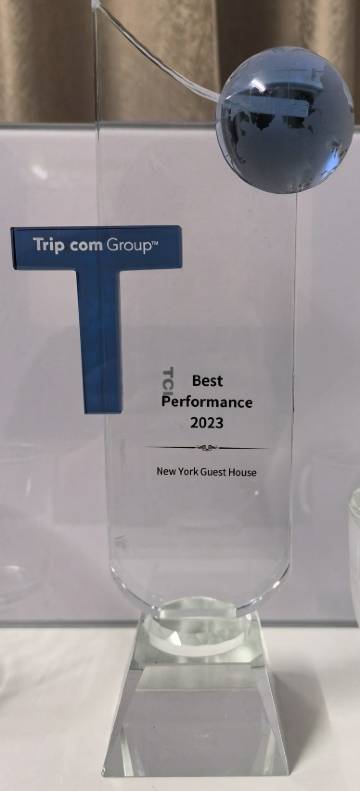 Trip com Group™
TCI
Best
Performance
2023
New York Guest House